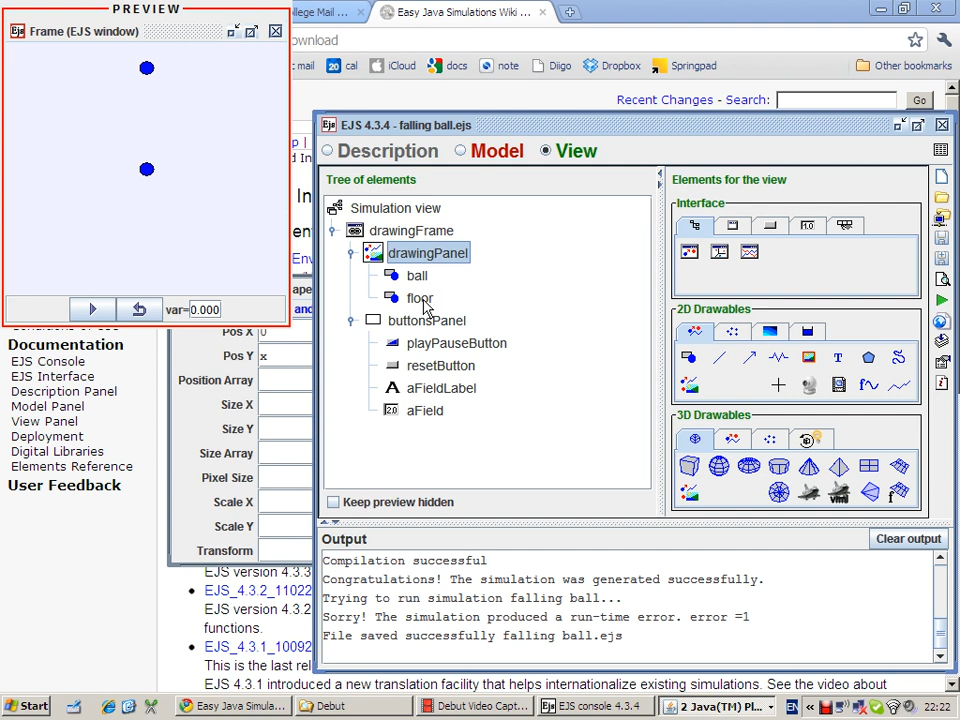 PREVIEW
Frame (EJS window)
var= 0.000
ollege Mail ...
Easy Java Simulations Wiki ...
ownload
mail
20 cal
iCloud
docs
note
Diigo
Dropbox
Springpad
Other bookmarks
Recent Changes - Search:
Go
EJS 4.3.4 - falling ball.ejs
Description
Model
View
Tree of elements
Simulation view
drawingFrame
drawingPanel
ball
floor
buttonsPanel
playPauseButton
resetButton
aFieldLabel
aField
Keep preview hidden
Elements for the view
Interface
2D Drawables
3D Drawables
Output
Clear output
Compilation successful
Congratulations! The simulation was generated successfully.
Trying to run simulation falling ball...
Sorry! The simulation produced a run-time error. error =1
File saved successfully falling ball.ejs
Pos X 0
Pos Y x
Position Array
Size X
Size Y
Size Array
Pixel Size
Scale X
Scale Y
Transform
Documentation
EJS Console
EJS Interface
Description Panel
Model Panel
View Panel
Deployment
Digital Libraries
Elements Reference
User Feedback
EJS version 4.3.3
EJS_4.3.2_11022
EJS version 4.3.2
functions.
EJS_4.3.1_10092
This is the last rel
EJS 4.3.1 introduced a new translation facility that helps internationalize existing simulations. See the video about
Start
Easy Java Simula...
Debut
Debut Video Capt...
EJS console 4.3.4
2 Java(TM) Pl...
EN
22:22